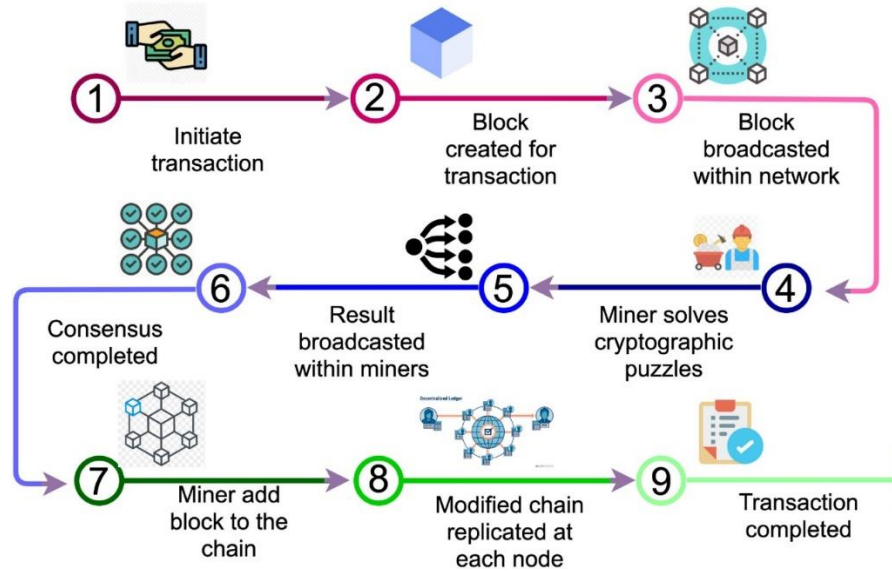 1
Initiate
transaction
2
Block
created for
transaction
3
Block
broadcasted
within network
4
Miner solves
cryptographic
puzzles
5
Result
broadcasted
within miners
6
Consensus
completed
7
Miner add
block to the
chain
8
Decentralized Ledger
Modified chain
replicated at
each node
9
Transaction
completed